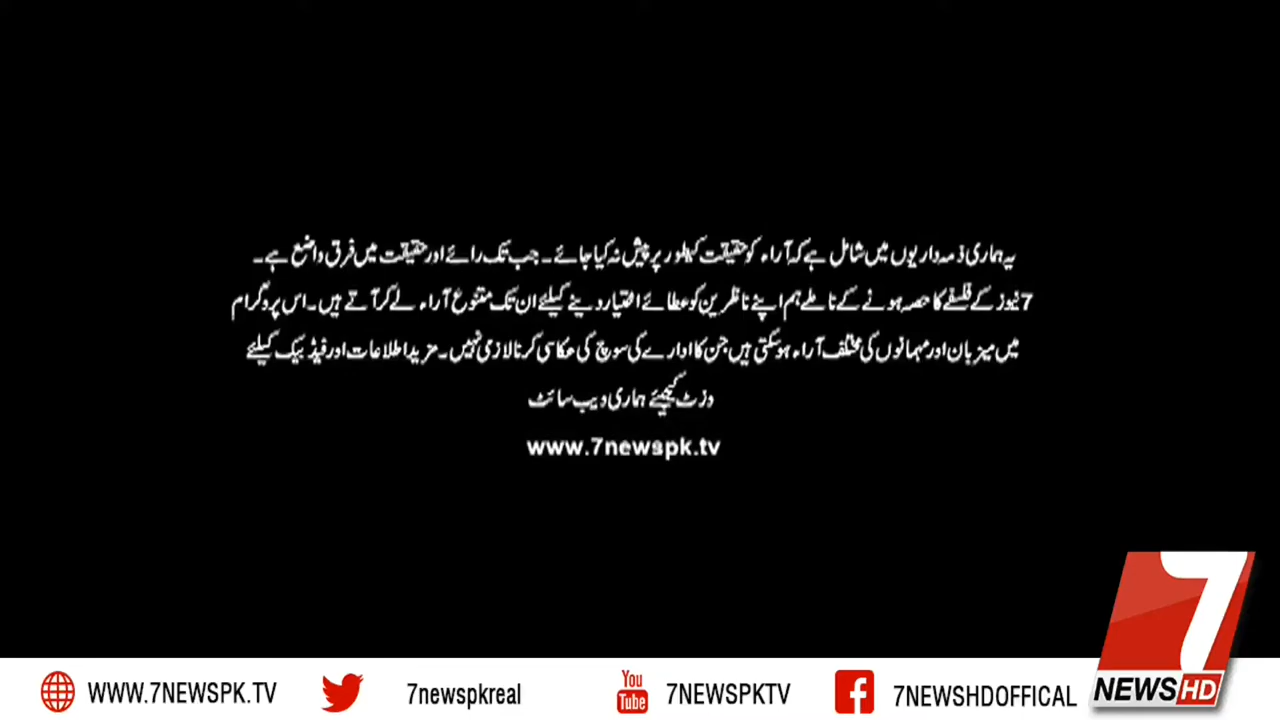 یہ ہماری ذمہ داریوں میں شامل ہے کہ آراء کو حقیقت کے طور پر پیش نہ کیا جائے۔ جب تک رائے اور حقیقت میں فرق واضع ہے۔
7 نیوز کے فلسفے کا حصہ ہونے کے ناطے ہم اپنے ناظرین کو عطائے اختیار دینے کیلئے ان تک متنوع آراء لے کر آتے ہیں۔ اس پروگرام
میں میزبان اور مہمانوں کی مختلف آراء ہوسکتی ہیں جن کا ادارے کی سوچ کی عکاسی کرنا لازمی نہیں۔ مزید اطلاعات اور فیڈ بیک کیلئے
وزٹ کیجیئے ہماری ویب سائٹ
www.7newspk.tv
7
NEWS HD
WWW.7NEWSPK.TV 7newspkreal You Tube 7NEWSPKTV 7NEWSHDOFFICAL